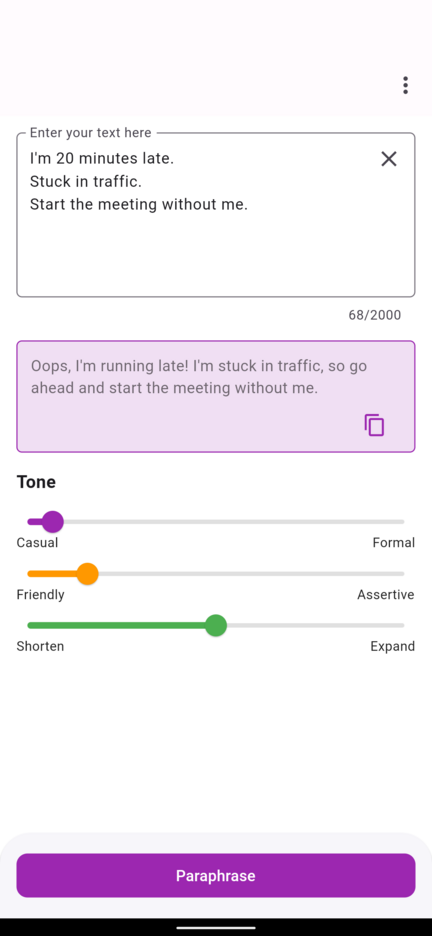 Enter your text here
I'm 20 minutes late.
Stuck in traffic.
Start the meeting without me.
68/2000
Oops, I'm running late! I'm stuck in traffic, so go
ahead and start the meeting without me.
Tone
Casual Formal
Friendly Assertive
Shorten Expand
Paraphrase